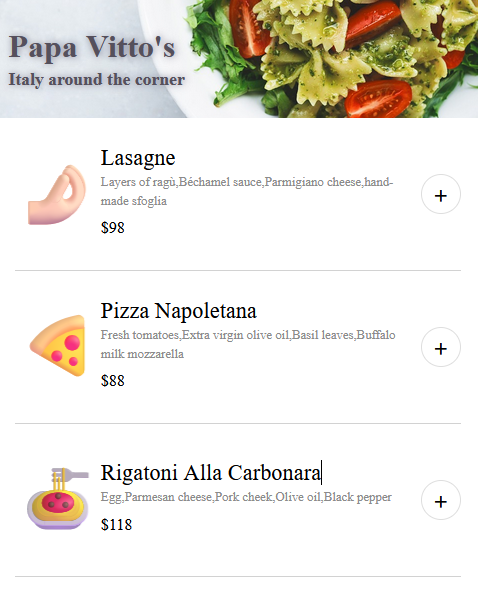 Papa Vitto's
Italy around the corner
Lasagne
Layers of ragù,Béchamel sauce,Parmigiano cheese,hand-
made sfoglia
$98
+
Pizza Napoletana
Fresh tomatoes,Extra virgin olive oil,Basil leaves,Buffalo
milk mozzarella
$88
+
Rigatoni Alla Carbonara
Egg,Parmesan cheese,Pork cheek,Olive oil,Black pepper
$118
+